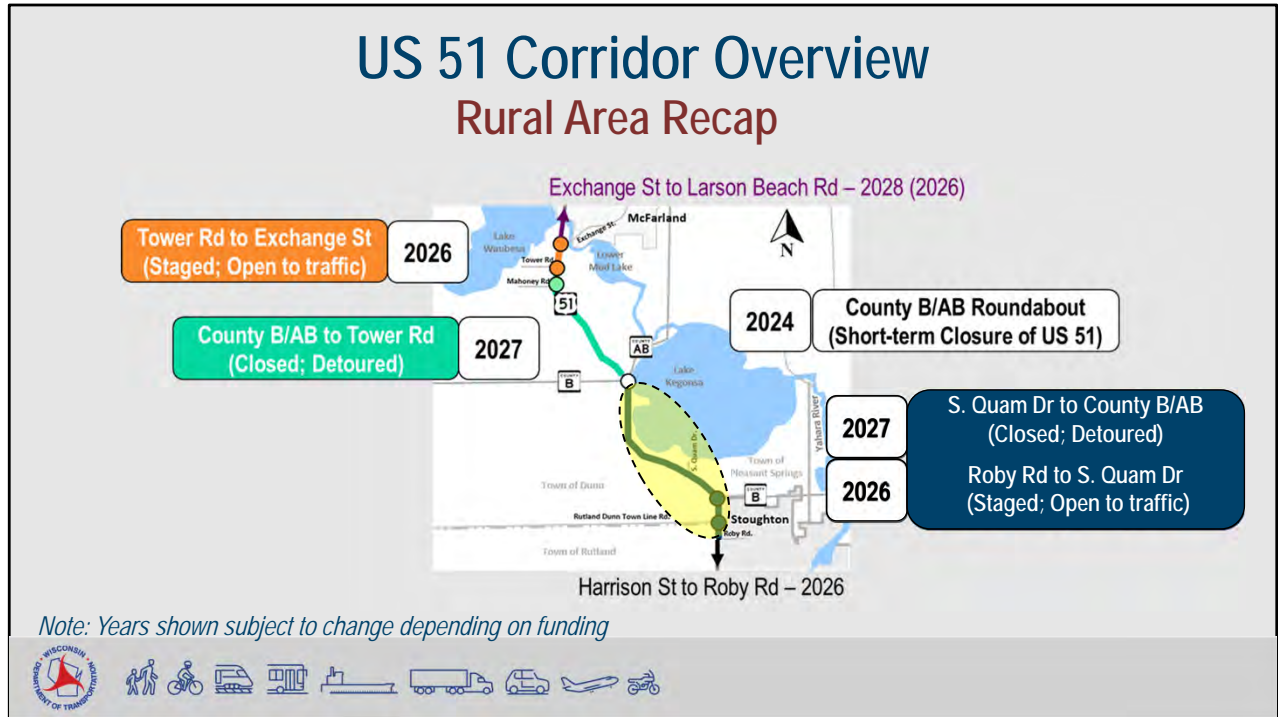 US 51 Corridor Overview
Rural Area Recap
Exchange St to Larson Beach Rd – 2028 (2026)
Tower Rd to Exchange St
(Staged; Open to traffic)
2026
County B/AB to Tower Rd
(Closed; Detoured)
2027
McFarland
Exchange St.
Lake
Waubesa
Tower Rd.
Lower
Mud Lake
Mahoney Rd.
51
N
2024
County B/AB Roundabout
(Short-term Closure of US 51)
COUNTY
AB
COUNTY
B
Lake
Kegonsa
S. Quam Dr.
Yahara River
2027
S. Quam Dr to County B/AB
(Closed; Detoured)
2026
Roby Rd to S. Quam Dr
(Staged; Open to traffic)
Town of
Pleasant Springs
Town of Dunn
COUNTY
B
Rutland Dunn Town Line Rd.
Stoughton
Roby Rd.
Town of Rutland
Harrison St to Roby Rd – 2026
Note: Years shown subject to change depending on funding
WISCONSIN
DEPARTMENT OF TRANSPORTATION